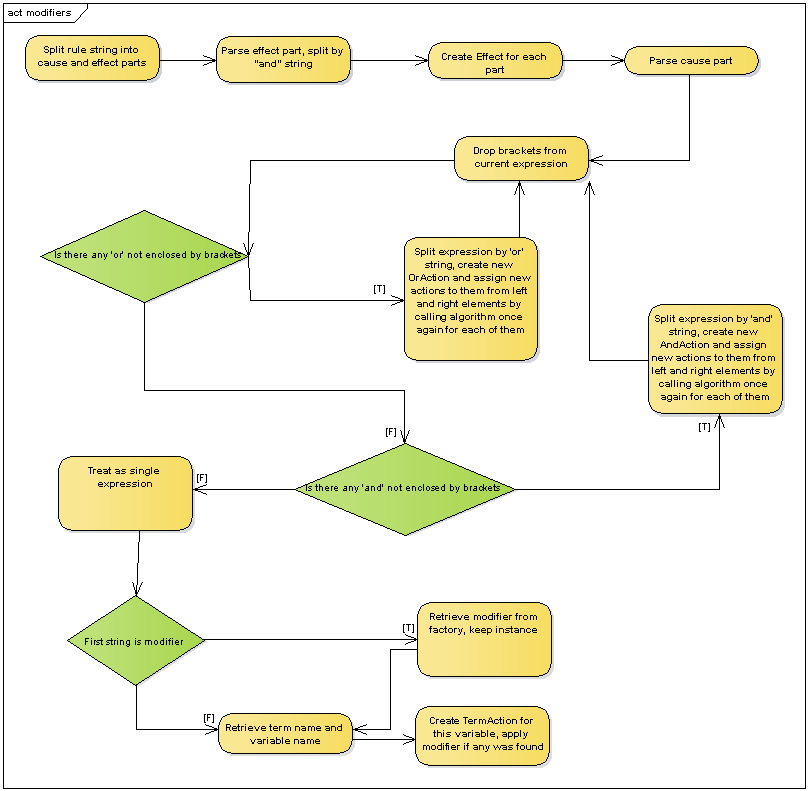 act modifiers
Split rule string into
cause and effect parts
Parse effect part, split by
"and" string
Create Effect for each
part
Parse cause part
Drop brackets from
current expression
Is there any 'or' not enclosed by brackets
[T]
Split expression by 'or'
string, create new
OrAction and assign new
actions to them from left
and right elements by
calling algorithm once
again for each of them
Split expression by 'and'
string, create new
AndAction and assign
new actions to them from
left and right elements by
calling algorithm once
again for each of them
[T]
[F]
Is there any 'and' not enclosed by brackets
[F]
Treat as single
expression
First string is modifier
[T]
Retrieve modifier from
factory, keep instance
[F]
Retrieve term name and
variable name
Create TermAction for
this variable, apply
modifier if any was found